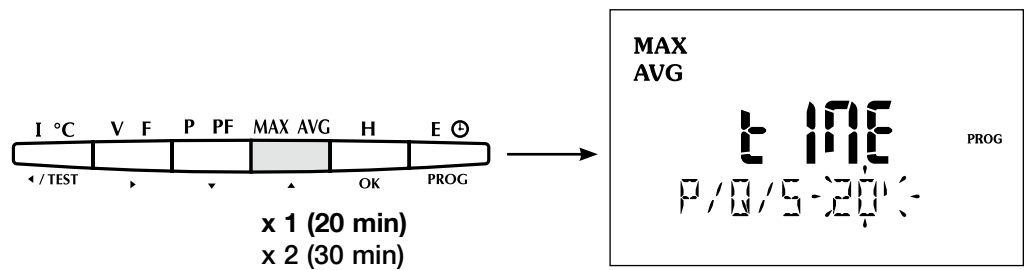 I °C V F P PF MAX AVG H E
/ TEST OK PROG
x 1 (20 min)
x 2 (30 min)
MAX
AVG
tIME
PROG
P/Q/S 20